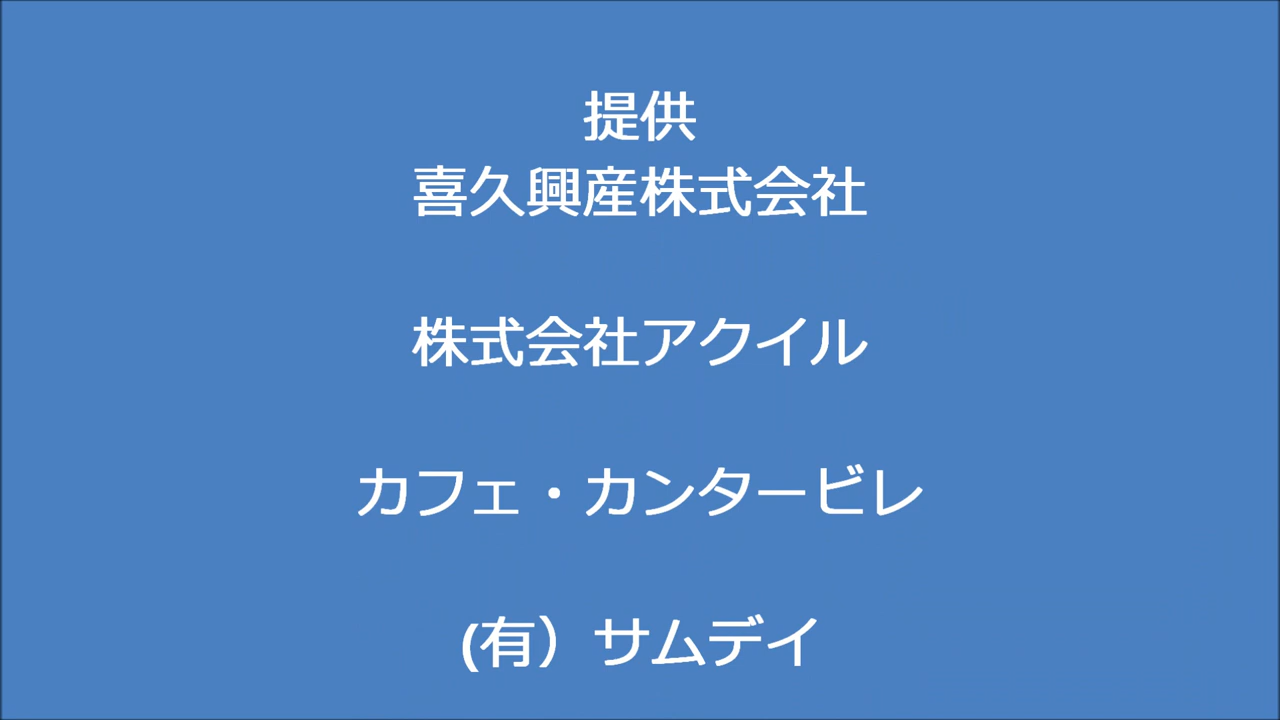 提供
喜久興産株式会社
株式会社アクイル
カフェ・カンタービレ
(有）サムデイ